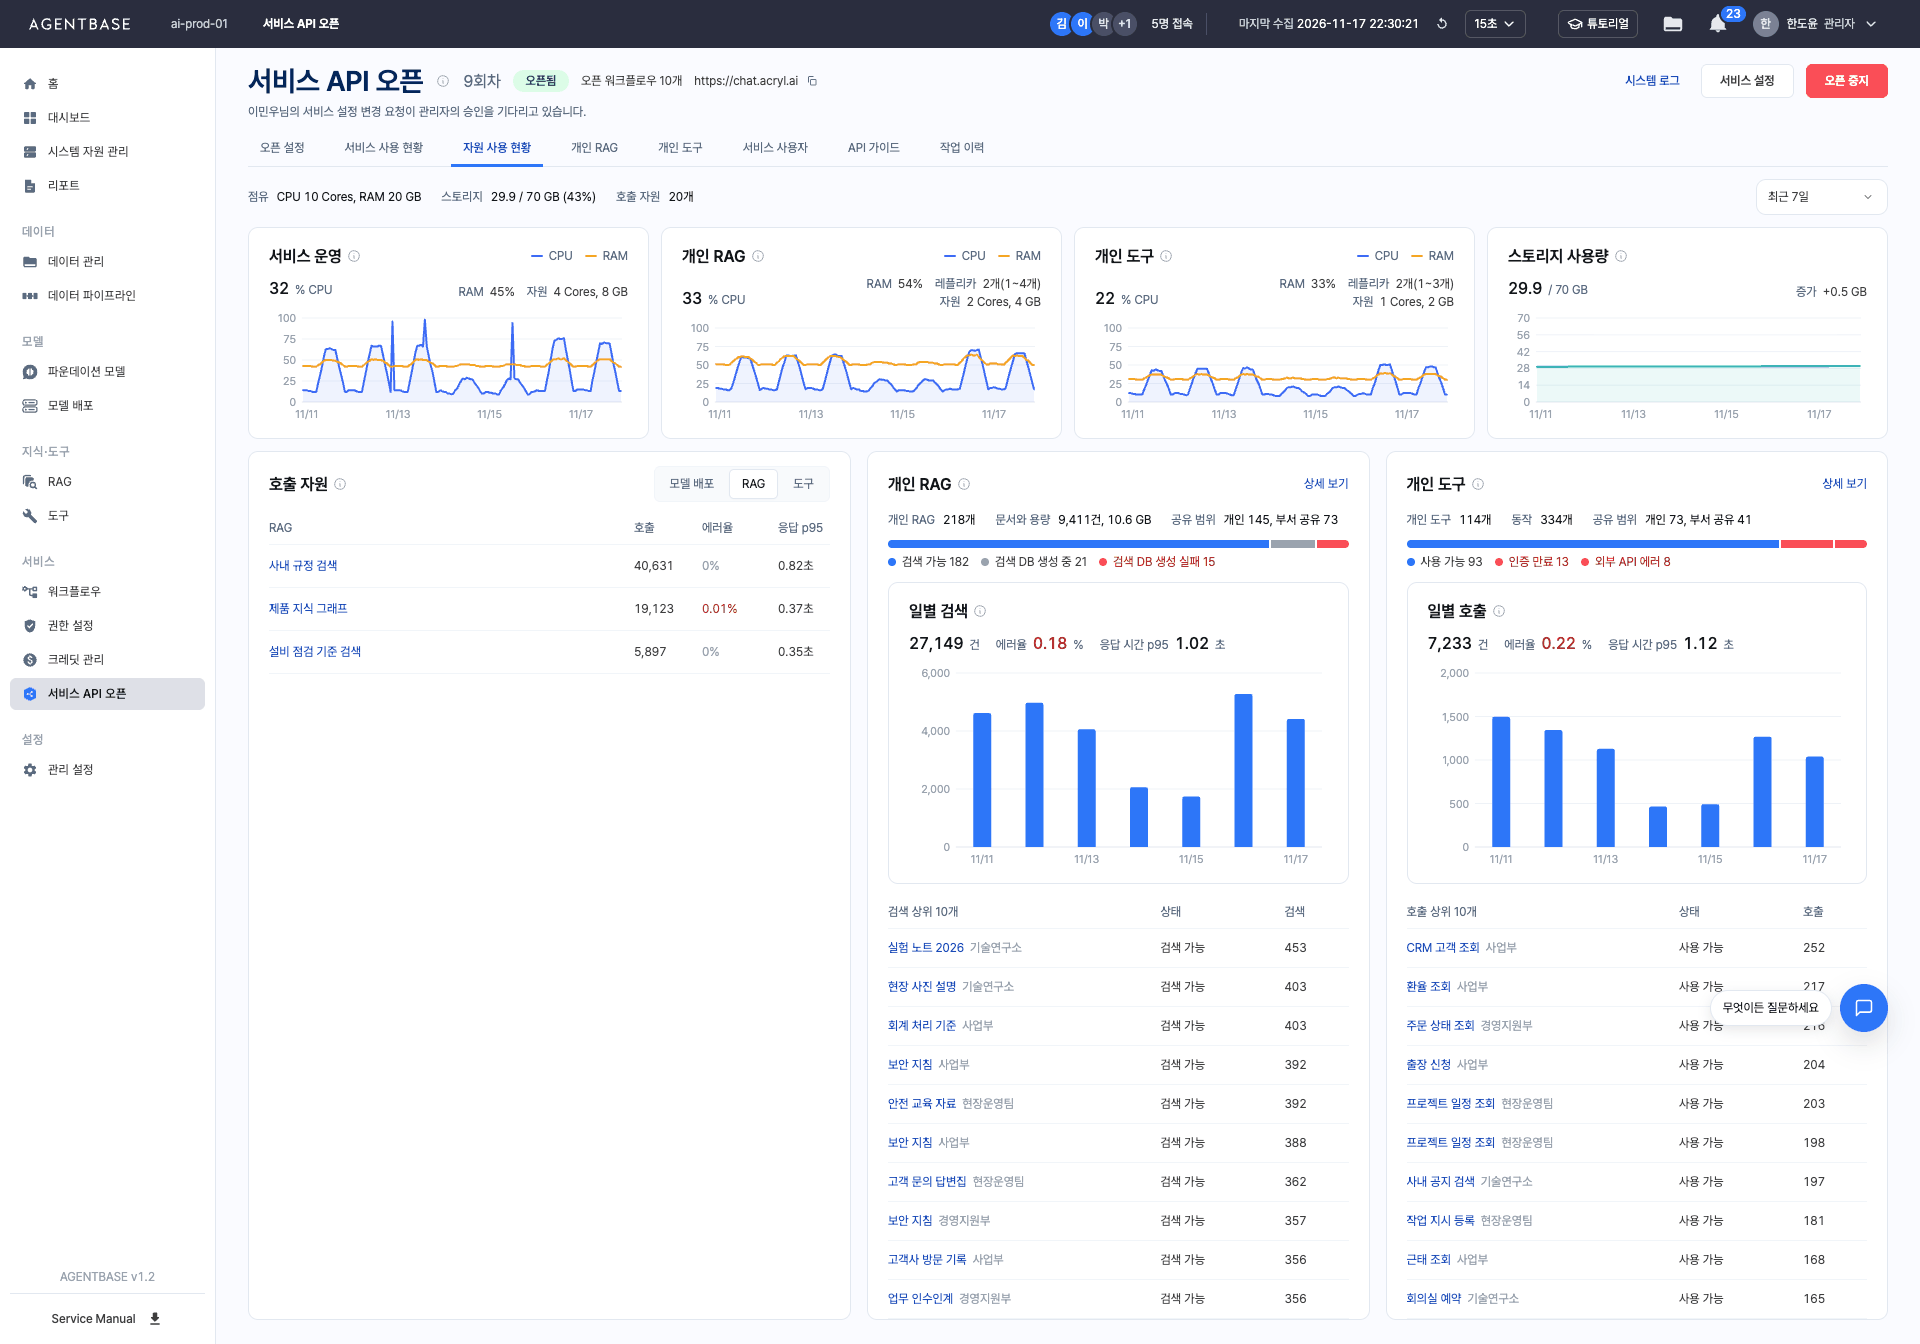 AGENTBASE
ai-prod-01
서비스 API 오픈
김 이 박 +1 5명 접속
마지막 수집 2026-11-17 22:30:21
15초
튜토리얼
23
한 한도윤 관리자
홈
대시보드
시스템 자원 관리
리포트
데이터
데이터 관리
데이터 파이프라인
모델
파운데이션 모델
모델 배포
지식·도구
RAG
도구
서비스
워크플로우
권한 설정
크레딧 관리
서비스 API 오픈
설정
관리 설정
AGENTBASE v1.2
Service Manual
서비스 API 오픈 9회차 오픈됨 오픈 워크플로우 10개 https://chat.acryl.ai
시스템 로그 서비스 설정 오픈 중지
이민우님의 서비스 설정 변경 요청이 관리자의 승인을 기다리고 있습니다.
오픈 설정 서비스 사용 현황 자원 사용 현황 개인 RAG 개인 도구 서비스 사용자 API 가이드 작업 이력
점유 CPU 10 Cores, RAM 20 GB 스토리지 29.9 / 70 GB (43%) 호출 자원 20개
최근 7일
서비스 운영 CPU RAM
32 % CPU RAM 45% 자원 4 Cores, 8 GB
100
75
50
25
0
11/11 11/13 11/15 11/17
개인 RAG CPU RAM
RAM 54% 레플리카 2개(1~4개)
33 % CPU 자원 2 Cores, 4 GB
100
75
50
25
0
11/11 11/13 11/15 11/17
개인 도구 CPU RAM
RAM 33% 레플리카 2개(1~3개)
22 % CPU 자원 1 Cores, 2 GB
100
75
50
25
0
11/11 11/13 11/15 11/17
스토리지 사용량
29.9 / 70 GB 증가 +0.5 GB
70
56
42
28
14
0
11/11 11/13 11/15 11/17
호출 자원 모델 배포 RAG 도구
RAG 호출 에러율 응답 p95
사내 규정 검색 40,631 0% 0.82초
제품 지식 그래프 19,123 0.01% 0.37초
설비 점검 기준 검색 5,897 0% 0.35초
개인 RAG 상세 보기
개인 RAG 218개 문서와 용량 9,411건, 10.6 GB 공유 범위 개인 145, 부서 공유 73
검색 가능 182 검색 DB 생성 중 21 검색 DB 생성 실패 15
일별 검색
27,149 건 에러율 0.18 % 응답 시간 p95 1.02 초
6,000
4,000
2,000
0
11/11 11/13 11/15 11/17
검색 상위 10개 상태 검색
실험 노트 2026 기술연구소 검색 가능 453
현장 사진 설명 기술연구소 검색 가능 403
회계 처리 기준 사업부 검색 가능 403
보안 지침 사업부 검색 가능 392
안전 교육 자료 현장운영팀 검색 가능 392
보안 지침 사업부 검색 가능 388
고객 문의 답변집 현장운영팀 검색 가능 362
보안 지침 경영지원부 검색 가능 357
고객사 방문 기록 사업부 검색 가능 356
업무 인수인계 경영지원부 검색 가능 356
개인 도구 상세 보기
개인 도구 114개 동작 334개 공유 범위 개인 73, 부서 공유 41
사용 가능 93 인증 만료 13 외부 API 에러 8
일별 호출
7,233 건 에러율 0.22 % 응답 시간 p95 1.12 초
2,000
1,500
1,000
500
0
11/11 11/13 11/15 11/17
호출 상위 10개 상태 호출
CRM 고객 조회 사업부 사용 가능 252
환율 조회 사업부 사용 가능 217
무엇이든 질문하세요
주문 상태 조회 경영지원부 사용 가능 216
출장 신청 사업부 사용 가능 204
프로젝트 일정 조회 현장운영팀 사용 가능 203
프로젝트 일정 조회 현장운영팀 사용 가능 198
사내 공지 검색 기술연구소 사용 가능 197
작업 지시 등록 현장운영팀 사용 가능 181
근태 조회 사업부 사용 가능 168
회의실 예약 기술연구소 사용 가능 165